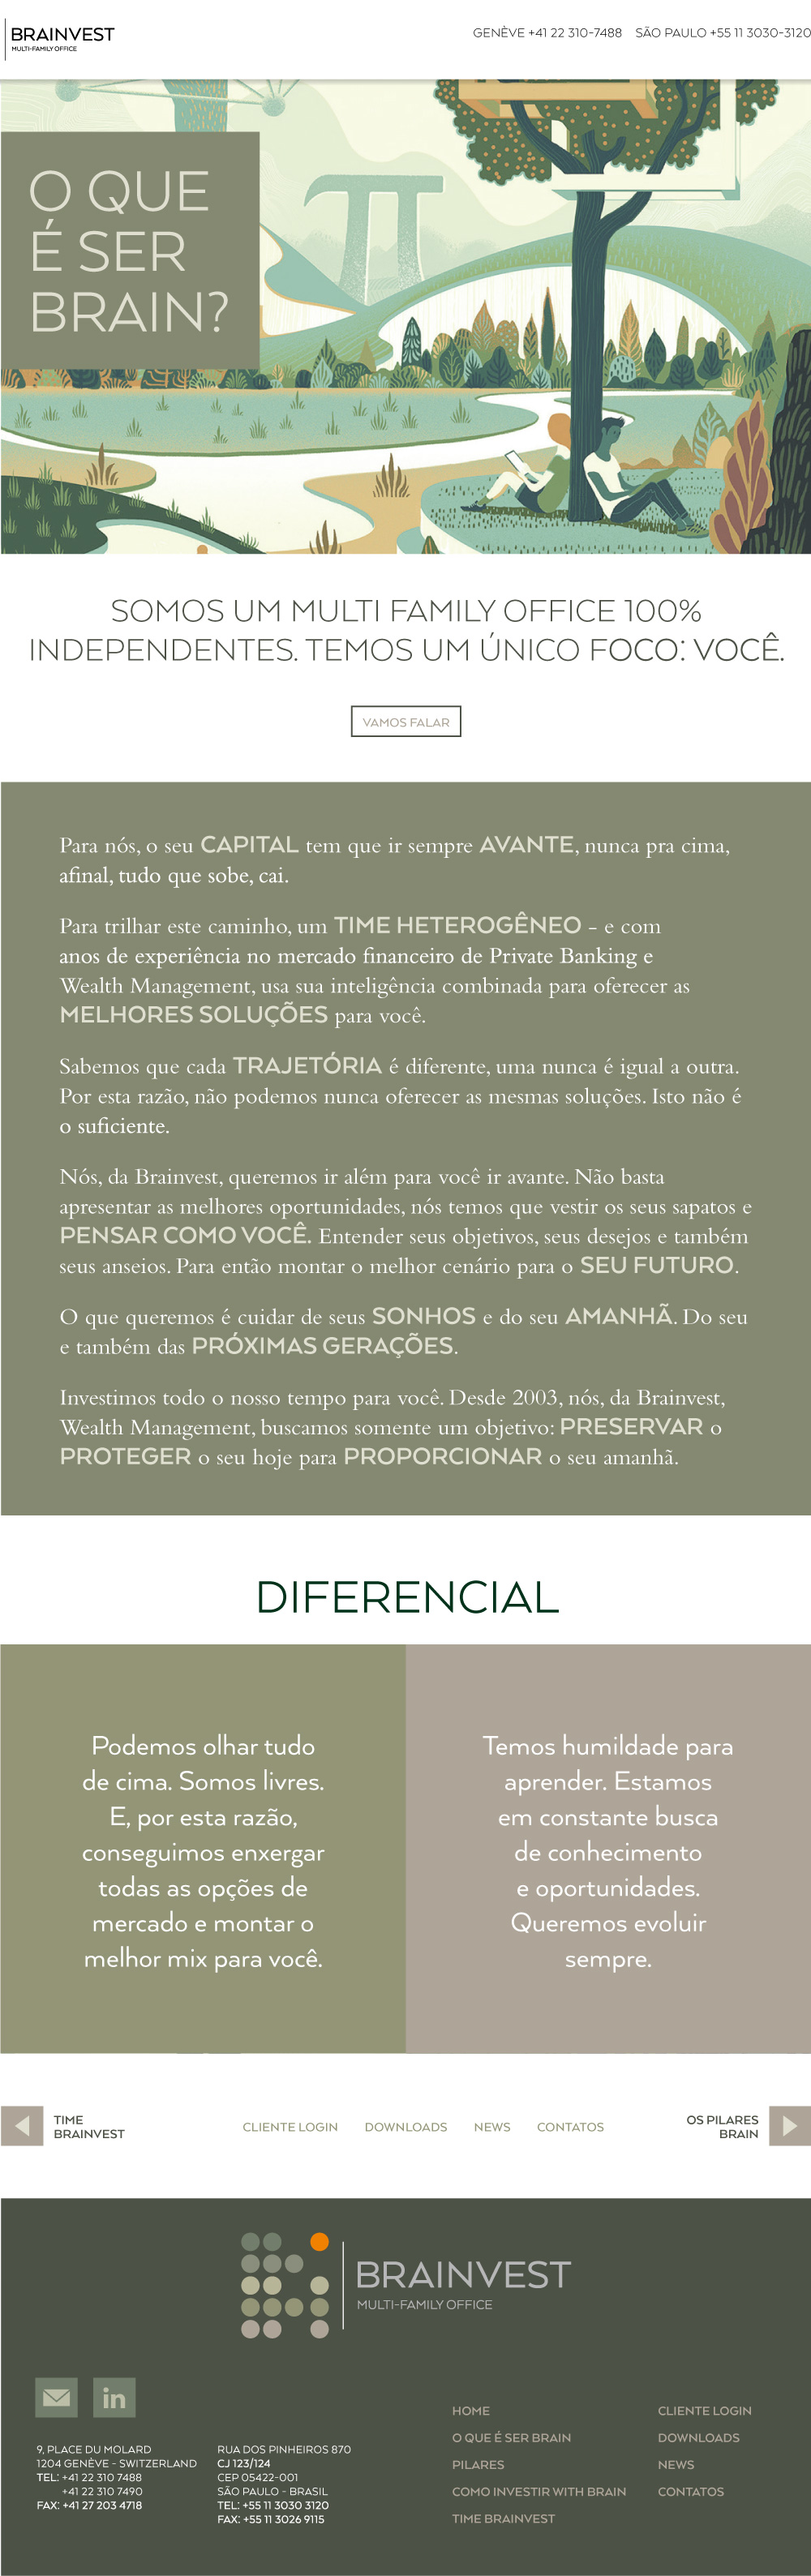 BRAINVEST
MULTI-FAMILY OFFICE
GENÈVE +41 22 310-7488 SÃO PAULO +55 11 3030-3120
O QUE
É SER
BRAIN?
π
SOMOS UM MULTI FAMILY OFFICE 100%
INDEPENDENTES. TEMOS UM ÚNICO FOCO: VOCÊ.
VAMOS FALAR
Para nós, o seu CAPITAL tem que ir sempre AVANTE, nunca pra cima,
afinal, tudo que sobe, cai.
Para trilhar este caminho, um TIME HETEROGÊNEO - e com
anos de experiência no mercado financeiro de Private Banking e
Wealth Management, usa sua inteligência combinada para oferecer as
MELHORES SOLUÇÕES para você.
Sabemos que cada TRAJETÓRIA é diferente, uma nunca é igual a outra.
Por esta razão, não podemos nunca oferecer as mesmas soluções. Isto não é
o suficiente.
Nós, da Brainvest, queremos ir além para você ir avante. Não basta
apresentar as melhores oportunidades, nós temos que vestir os seus sapatos e
PENSAR COMO VOCÊ. Entender seus objetivos, seus desejos e também
seus anseios. Para então montar o melhor cenário para o SEU FUTURO.
O que queremos é cuidar de seus SONHOS e do seu AMANHÃ. Do seu
e também das PRÓXIMAS GERAÇÕES.
Investimos todo o nosso tempo para você. Desde 2003, nós, da Brainvest,
Wealth Management, buscamos somente um objetivo: PRESERVAR o
PROTEGER o seu hoje para PROPORCIONAR o seu amanhã.
DIFERENCIAL
Podemos olhar tudo
de cima. Somos livres.
E, por esta razão,
conseguimos enxergar
todas as opções de
mercado e montar o
melhor mix para você.
Temos humildade para
aprender. Estamos
em constante busca
de conhecimento
e oportunidades.
Queremos evoluir
sempre.
TIME
BRAINVEST
CLIENTE LOGIN DOWNLOADS NEWS CONTATOS
OS PILARES
BRAIN
BRAINVEST
MULTI-FAMILY OFFICE
in
9, PLACE DU MOLARD
1204 GENÈVE - SWITZERLAND
TEL: +41 22 310 7488
+41 22 310 7490
FAX: +41 27 203 4718
RUA DOS PINHEIROS 870
CJ 123/124
CEP 05422-001
SÃO PAULO - BRASIL
TEL: +55 11 3030 3120
FAX: +55 11 3026 9115
HOME
O QUE É SER BRAIN
PILARES
COMO INVESTIR WITH BRAIN
TIME BRAINVEST
CLIENTE LOGIN
DOWNLOADS
NEWS
CONTATOS